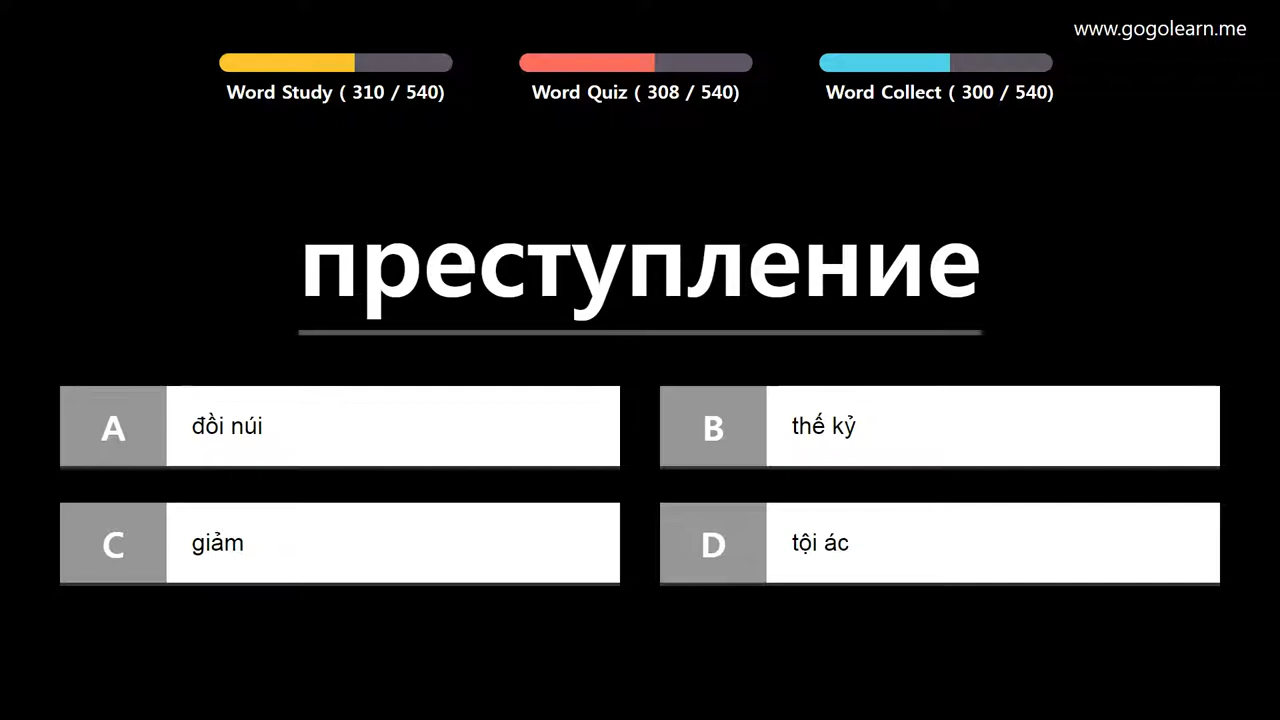 www.gogolearn.me
Word Study ( 310 / 540)
Word Quiz ( 308 / 540)
Word Collect ( 300 / 540)
преступление
A
đồi núi
B
thế kỷ
C
giảm
D
tội ác